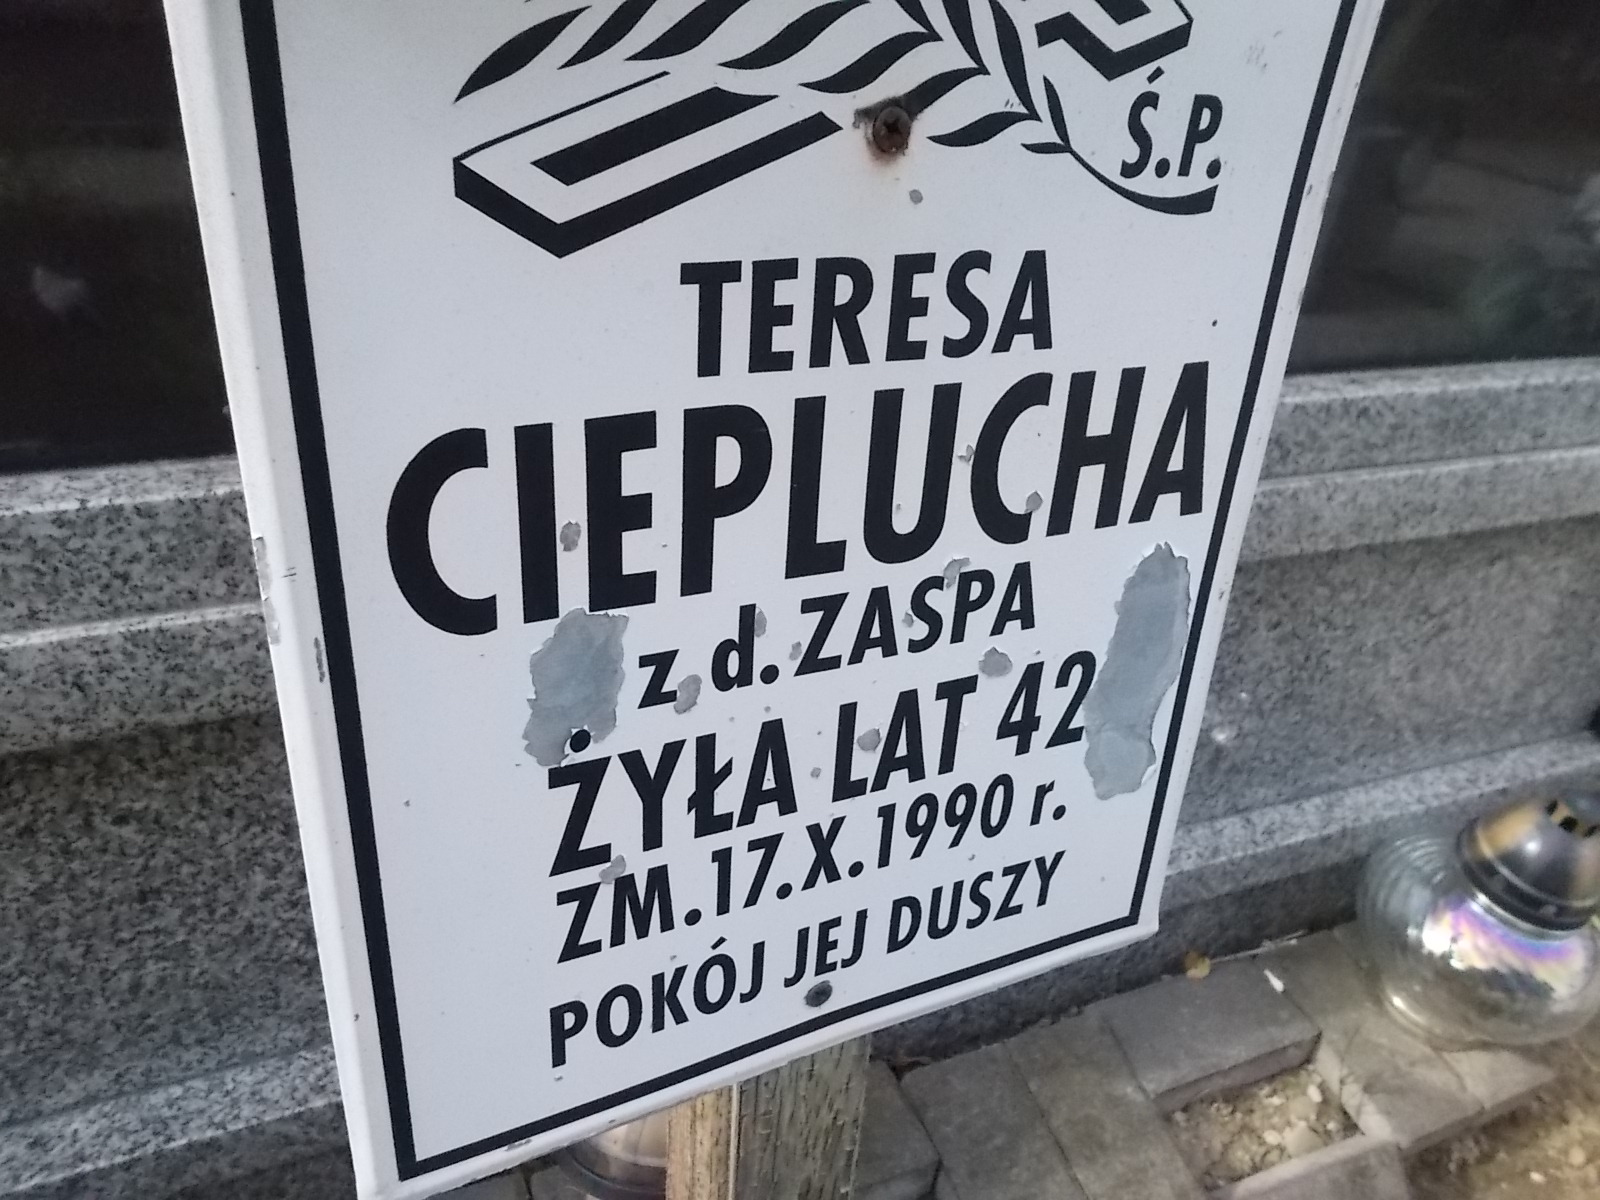 Ś.P.
TERESA
CIEPLUCHA
z d. ZASPA
ŻYŁA LAT 42
ZM. 17. X. 1990 r.
POKÓJ JEJ DUSZY